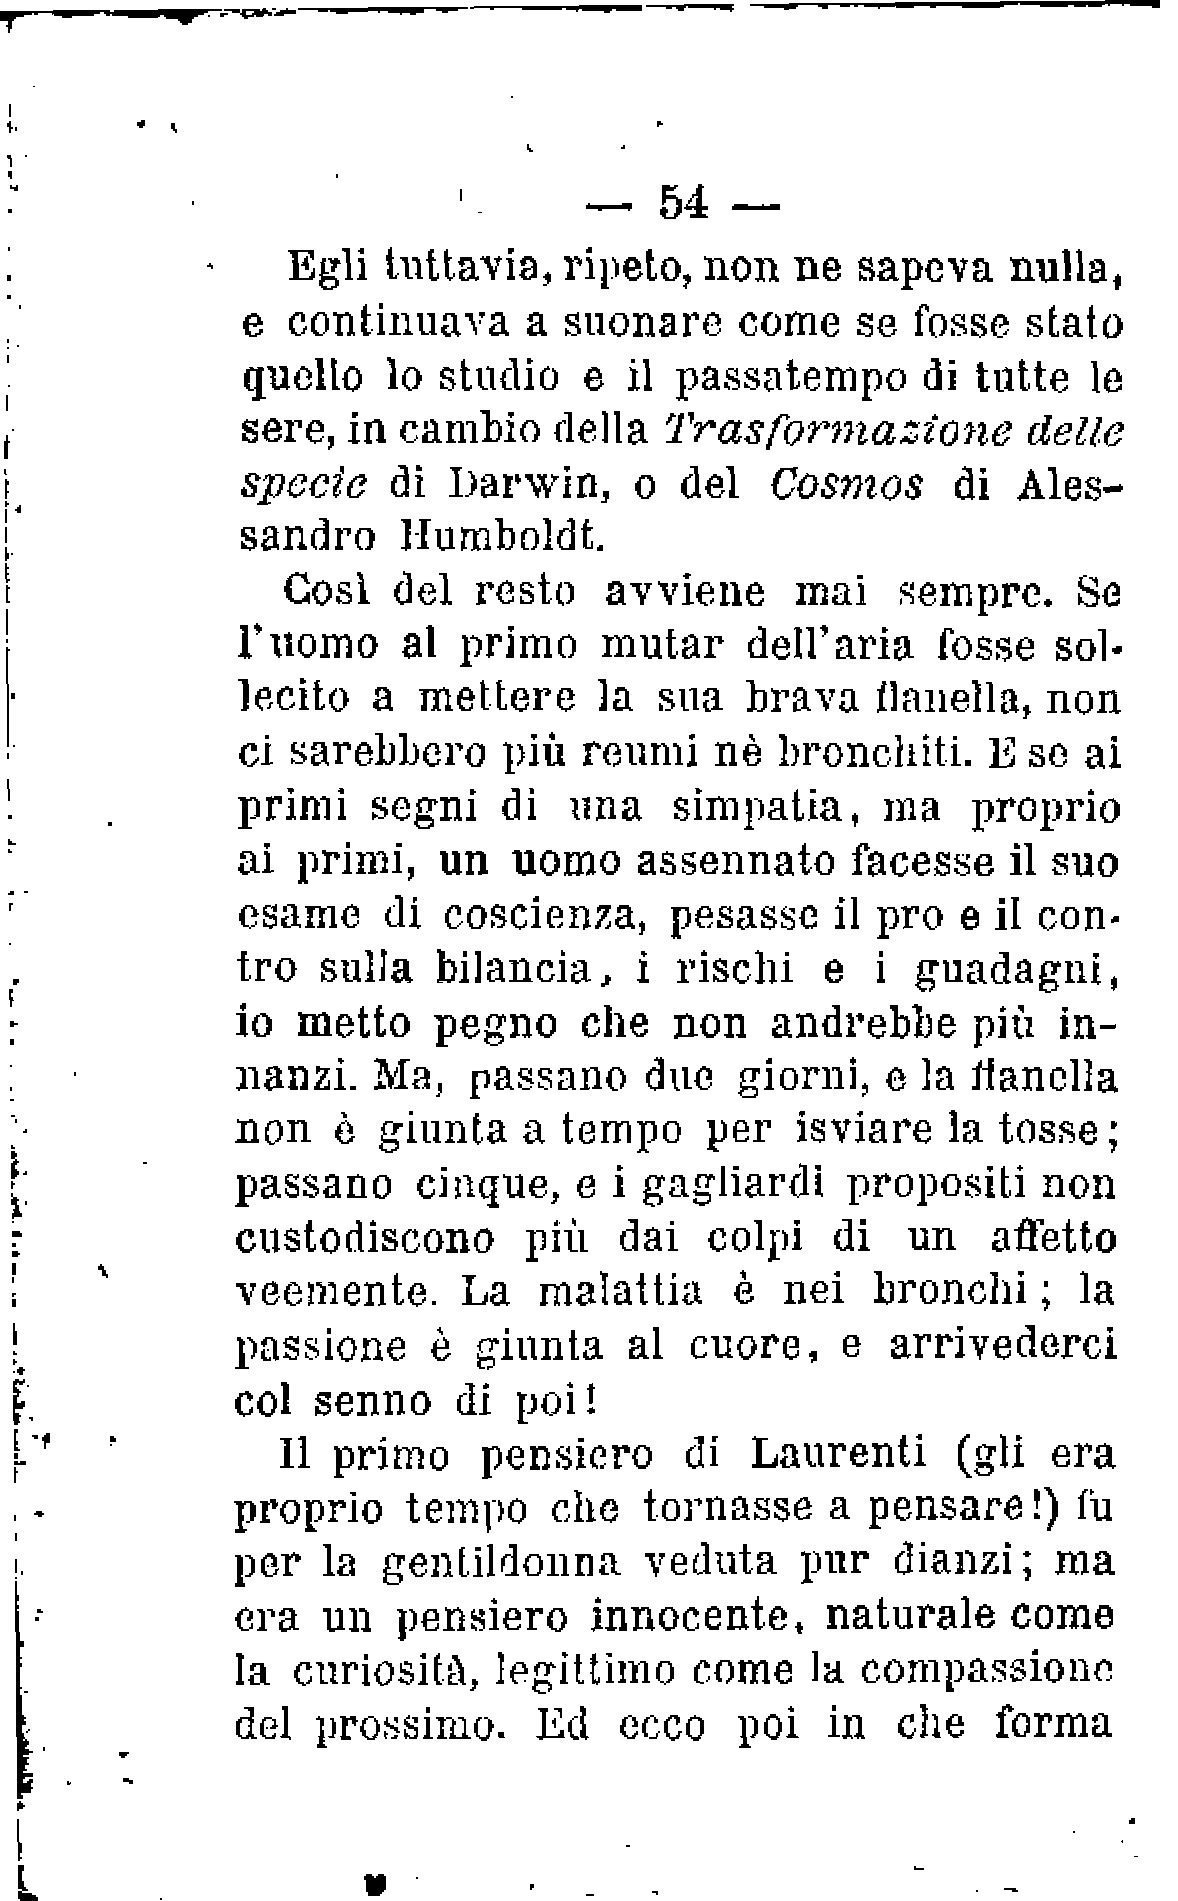 — 54 —
Egli tuttavia, ripeto, non ne sapeva nulla,
e continuava a suonare come se fosse stato
quello lo studio e il passatempo di tutte le
sere, in cambio della Trasformazione delle
specie di Darwin, o del Cosmos di Ales-
sandro Humboldt.
Così del resto avviene mai sempre. Se
l'uomo al primo mutar dell'aria fosse sol-
lecito a mettere la sua brava flanella, non
ci sarebbero più reumi nè bronchiti. E se ai
primi segni di una simpatia, ma proprio
ai primi, un uomo assennato facesse il suo
esame di coscienza, pesasse il pro e il con-
tro sulla bilancia, i rischi e i guadagni,
io metto pegno che non andrebbe più in-
nanzi. Ma, passano due giorni, e la flanella
non è giunta a tempo per isviare la tosse;
passano cinque, e i gagliardi propositi non
custodiscono più dai colpi di un affetto
veemente. La malattia è nei bronchi; la
passione è giunta al cuore, e arrivederci
col senno di poi!
Il primo pensiero di Laurenti (gli era
proprio tempo che tornasse a pensare!) fu
per la gentildonna veduta pur dianzi; ma
era un pensiero innocente, naturale come
la curiosità, legittimo come la compassione
del prossimo. Ed ecco poi in che forma